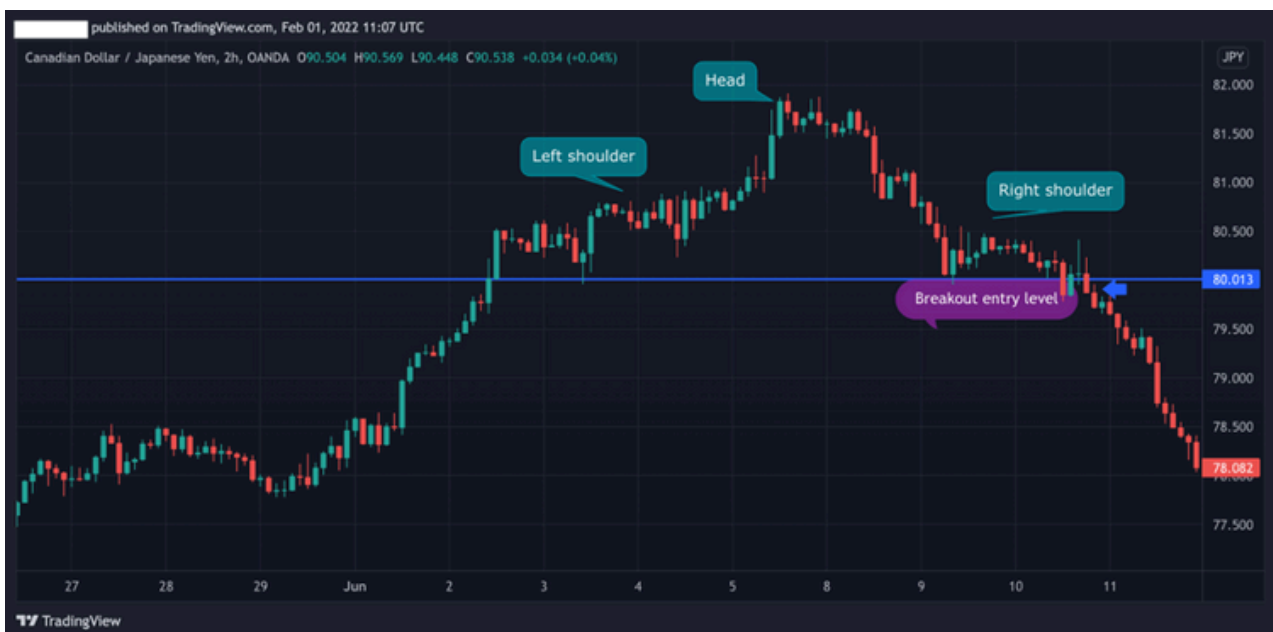 published on TradingView.com, Feb 01, 2022 11:07 UTC
Canadian Dollar / Japanese Yen, 2h, OANDA O90.504 H90.569 L90.448 C90.538 +0.034 (+0.04%)
JPY
Head
82.000
81.500
Left shoulder
81.000
Right shoulder
80.500
80.013
Breakout entry level
79.500
79.000
78.500
78.082
78.000
77.500
27 28 29 Jun 2 3 4 5 8 9 10 11
TradingView